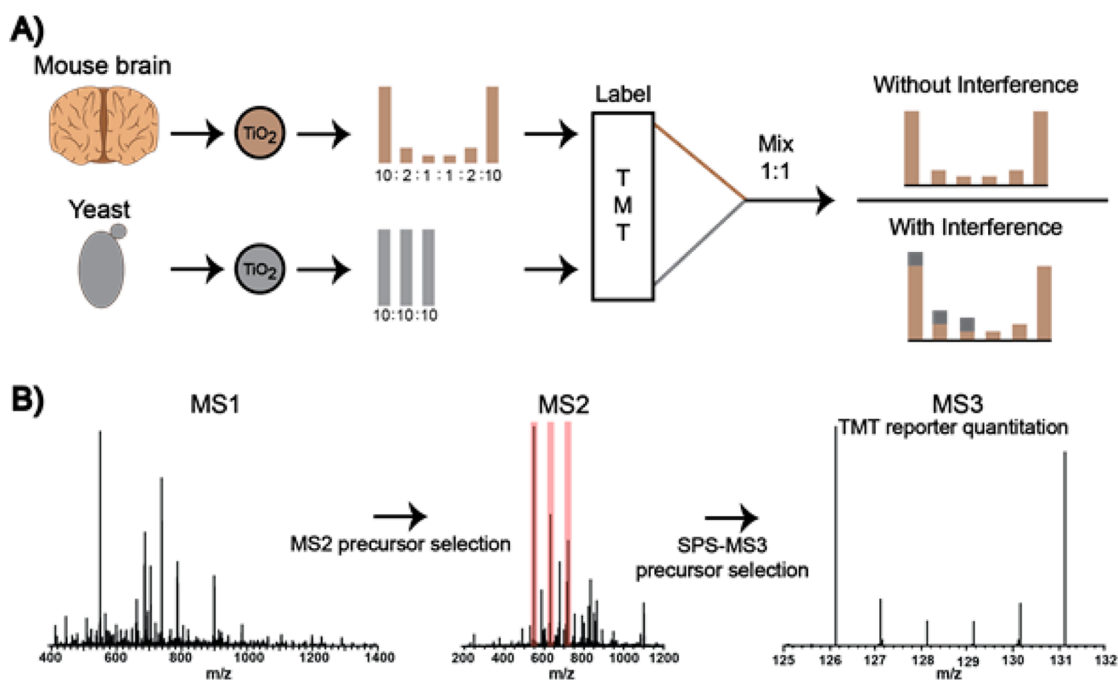 A)
Mouse brain
TiO2
10:2:1:1:2:10
Yeast
TiO2
10:10:10
Label
T
M
T
Mix
1:1
Without Interference
With Interference
B)
MS1
400 600 800 1000 1200 1400
m/z
MS2 precursor selection
MS2
200 400 600 800 1000 1200
m/z
SPS-MS3
precursor selection
MS3
TMT reporter quantitation
125 126 127 128 129 130 131 132
m/z